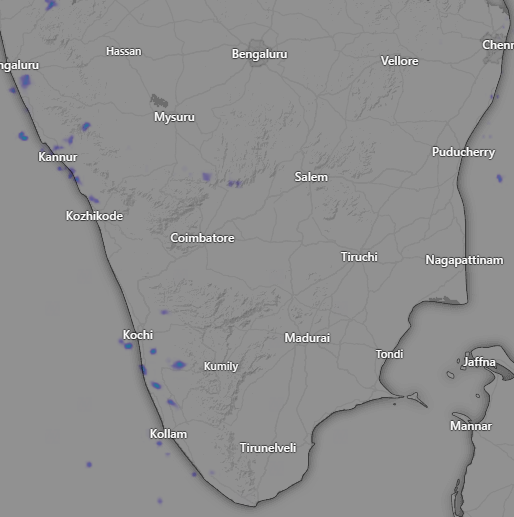 Hassan
Bengaluru
Chenn
ngaluru
Vellore
Mysuru
Kannur
Puducherry
Salem
Kozhikode
Coimbatore
Tiruchi
Nagapattinam
Kochi
Madurai
Tondi
Kumily
Jaffna
Kollam
Mannar
Tirunelveli